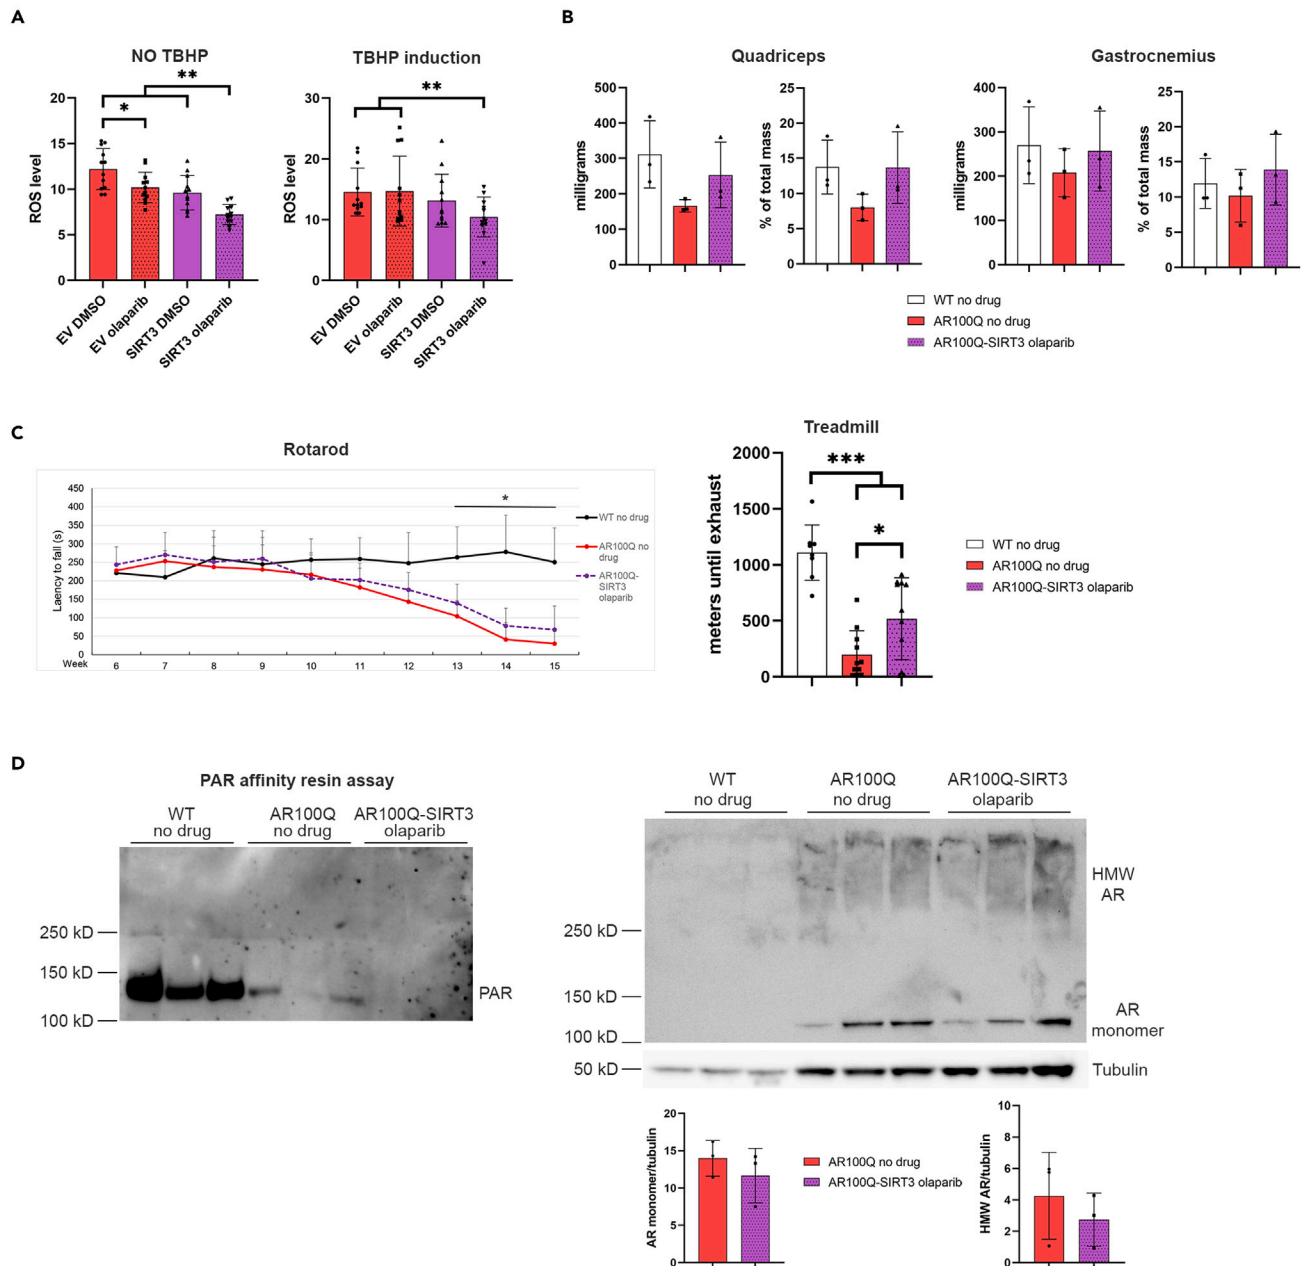 A
NO TBHP
**
*
ROS level
20
15
10
5
0
EV DMSO
EV olaparib
SIRT3 DMSO
SIRT3 olaparib
TBHP induction
**
ROS level
30
20
10
0
EV DMSO
EV olaparib
SIRT3 DMSO
SIRT3 olaparib
B
Quadriceps
milligrams
500
400
300
200
100
0
% of total mass
25
20
15
10
5
0
Gastrocnemius
milligrams
400
300
200
100
0
% of total mass
25
20
15
10
5
0
WT no drug
AR100Q no drug
AR100Q-SIRT3 olaparib
C
Rotarod
Laency to fall (s)
450
400
350
300
250
200
150
100
50
0
Week
6 7 8 9 10 11 12 13 14 15
*
WT no drug
AR100Q no
drug
AR100Q-
SIRT3
olaparib
Treadmill
meters until exhaust
2000
1500
1000
500
0
***
*
WT no drug
AR100Q no drug
AR100Q-SIRT3 olaparib
D
PAR affinity resin assay
WT
no drug
AR100Q
no drug
AR100Q-SIRT3
olaparib
250 kD
150 kD
100 kD
PAR
WT
no drug
AR100Q
no drug
AR100Q-SIRT3
olaparib
HMW
AR
250 kD
150 kD
100 kD
AR
monomer
50 kD
Tubulin
AR monomer/tubulin
20
15
10
5
0
AR100Q no drug
AR100Q-SIRT3 olaparib
HMW AR/tubulin
10
8
6
4
2
0